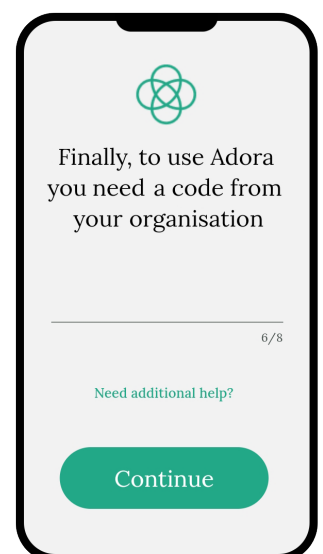 Finally, to use Adora
you need a code from
your organisation
6/8
Need additional help?
Continue